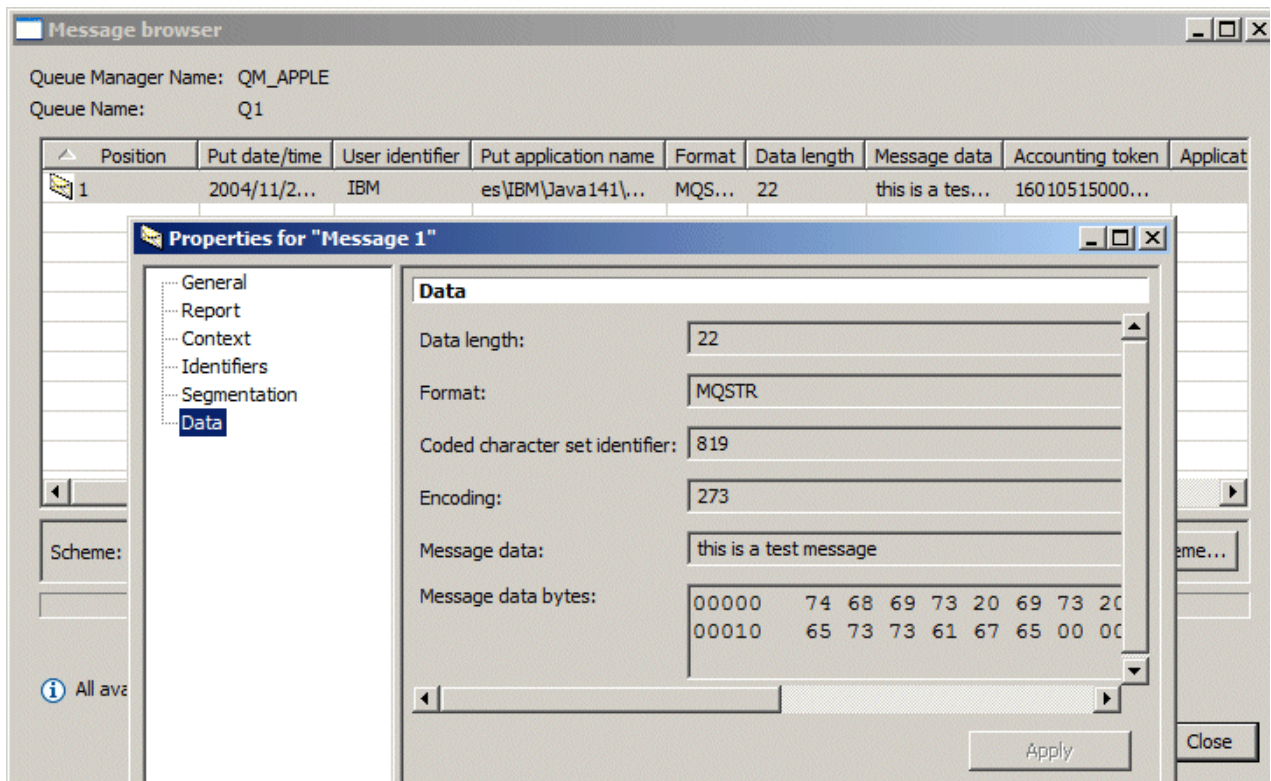 Message browser
Queue Manager Name: QM_APPLE
Queue Name: Q1
Position Put date/time User identifier Put application name Format Data length Message data Accounting token Applicat
1 2004/11/2... IBM es\IBM\Java141\... MQS... 22 this is a tes... 16010515000...
Properties for "Message 1"
General
Report
Context
Identifiers
Segmentation
Data
Data
Data length: 22
Format: MQSTR
Coded character set identifier: 819
Encoding: 273
Message data: this is a test message
Message data bytes:
00000 74 68 69 73 20 69 73 20
00010 65 73 73 61 67 65 00 00
Apply
Scheme: eme...
All ava
Close